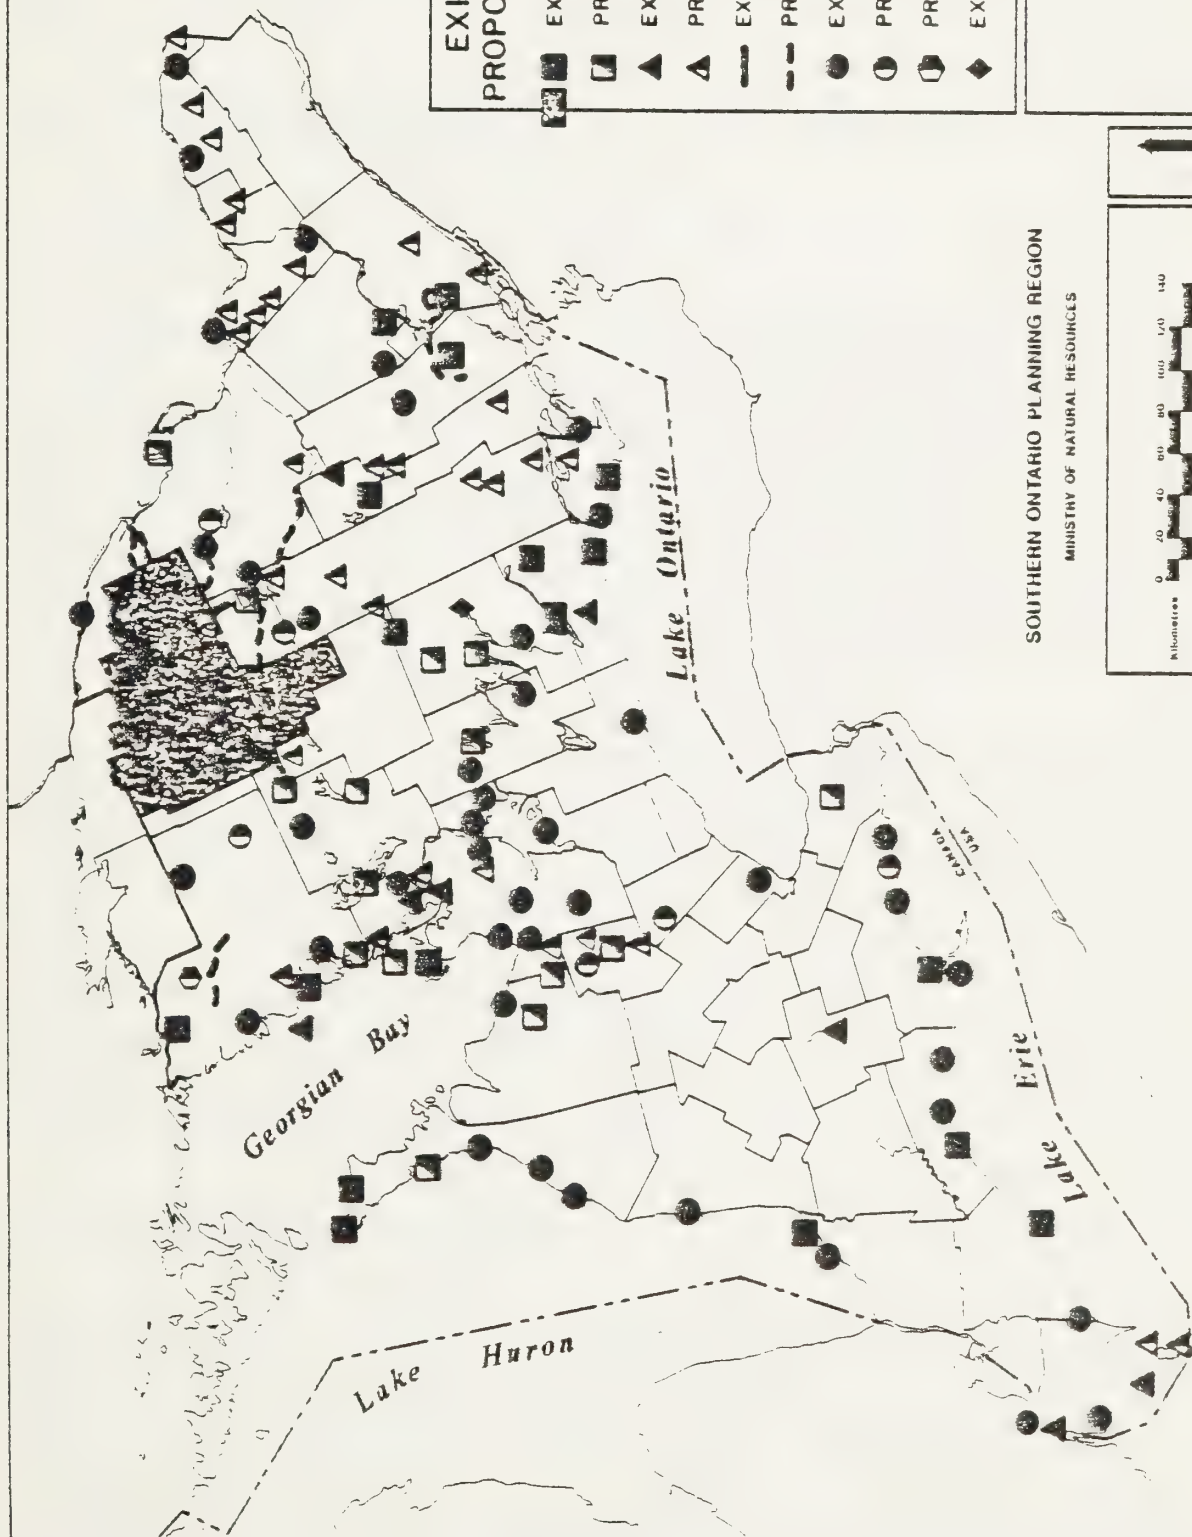 EXI
PROPO
EX
PR
EX
PR
EX
PR
EX
PR
PR
EX
SOUTHERN ONTARIO PLANNING REGION
MINISTRY OF NATURAL RESOURCES
Kilometres 0 20 40 60 80 100 120 140
Lake Ontario
CANADA
USA
Georgian Bay
Lake Erie
Lake Huron